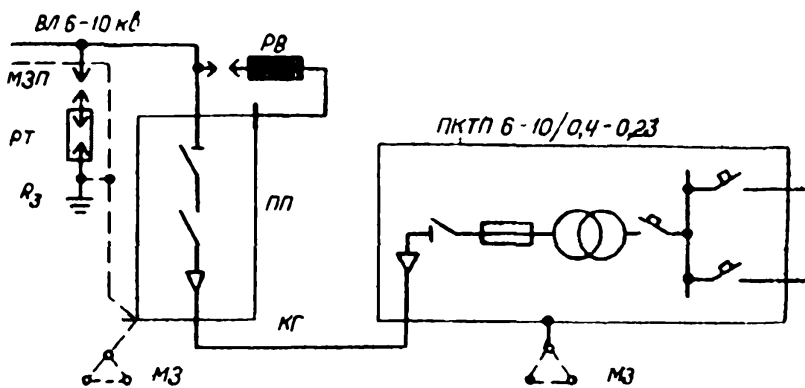 ВЛ 6-10 кв
РВ
МЗП
РТ
R3
ПП
ПКТП 6-10/0,4-0,23
КГ
МЗ
МЗ